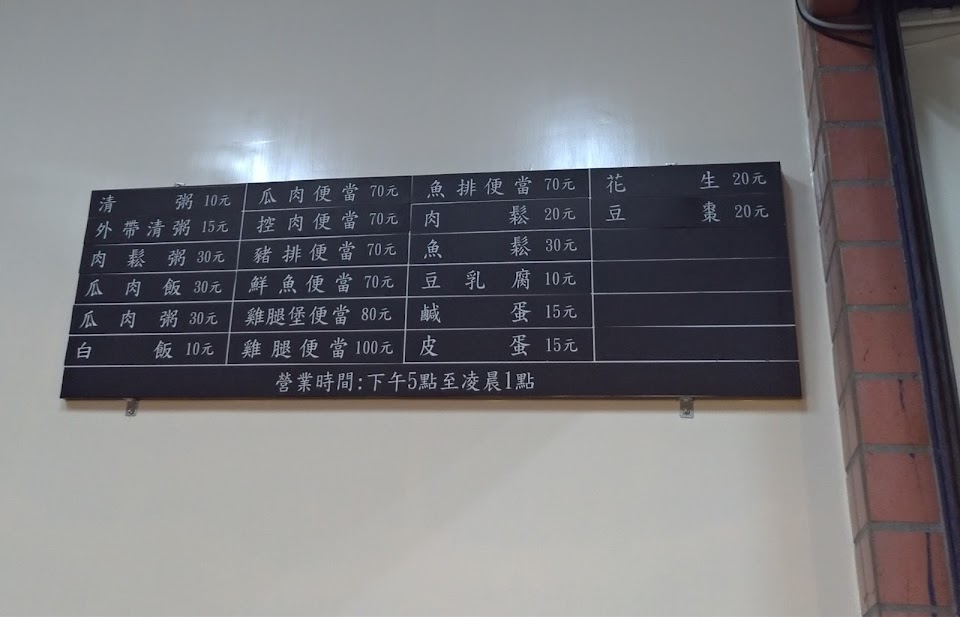 清粥 10元
外帶清粥 15元
肉鬆粥 30元
瓜肉飯 30元
瓜肉粥 30元
白飯 10元
瓜肉便當 70元
控肉便當 70元
豬排便當 70元
鮮魚便當 70元
雞腿堡便當 80元
雞腿便當 100元
魚排便當 70元
肉鬆 20元
魚鬆 30元
豆乳腐 10元
鹹蛋 15元
皮蛋 15元
花生 20元
豆棗 20元
營業時間:下午5點至凌晨1點